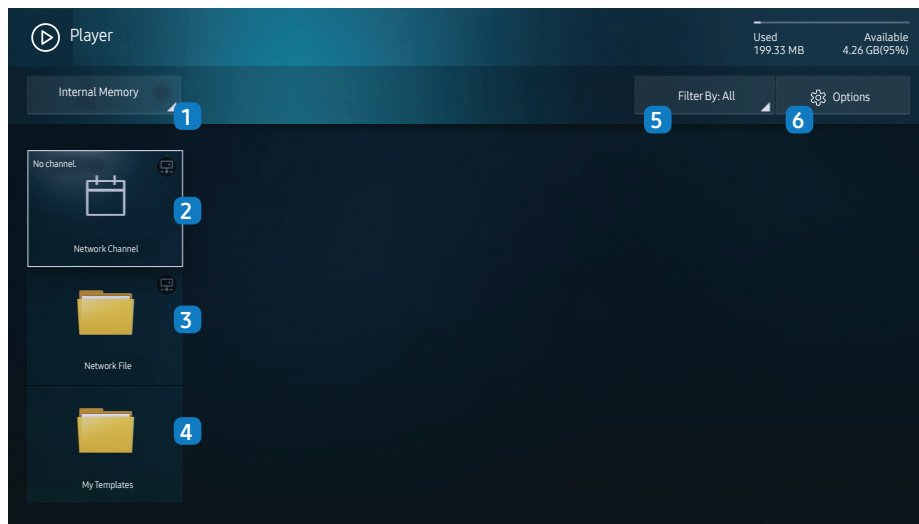 Player
Used Available
199.33 MB 4.26 GB(95%)
Internal Memory
1
Filter By: All
5
Options
6
No channel.
2
Network Channel
3
Network File
4
My Templates